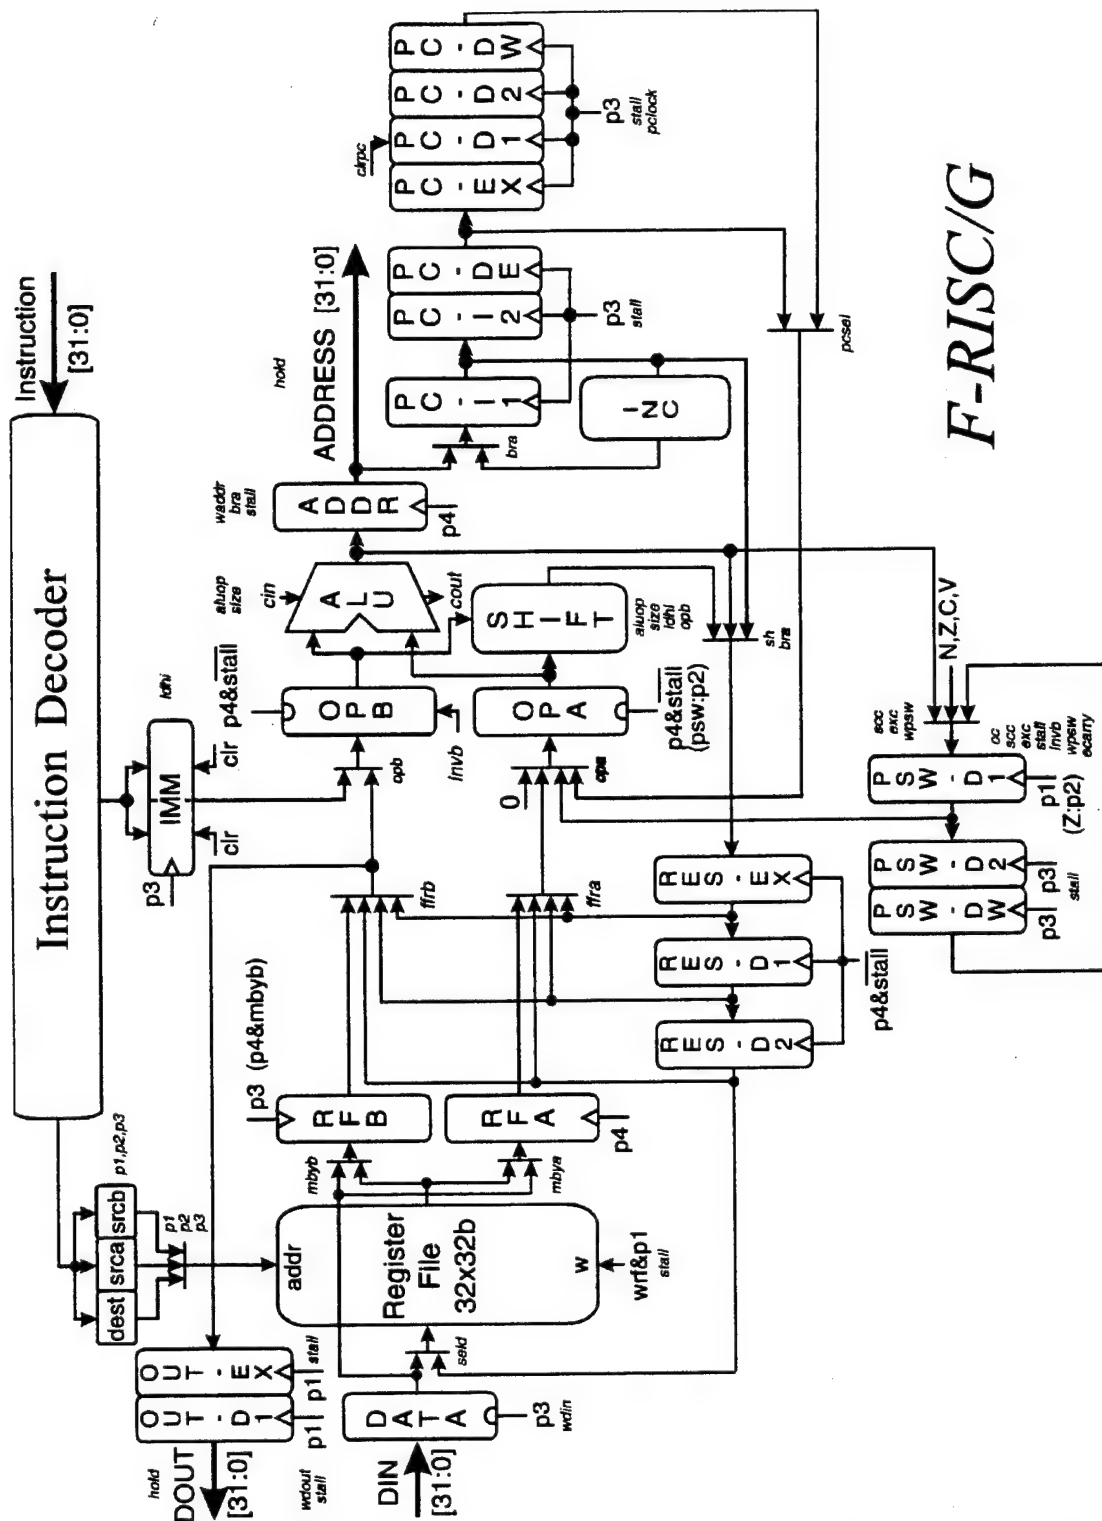 Instruction Decoder
Instruction
[31:0]
dest srca srcb
p1,p2,p3
p1
p2
p3
p3
IMM
ldhi
clr
clr
OUT-D1
OUT-EX
p1
p1
stall
hold
DOUT
[31:0]
wdout
stall
DIN
[31:0]
DATA
p3
wdin
seld
addr
Register
File
32x32b
w
wrf&p1
stall
mbyb
mbya
RFB
p3 (p4&mbyb)
RFA
p4
ffrb
ffra
opb
0
opa
OPB
p4&stall
invb
OPA
p4&stall
(psw:p2)
aluop
size
cin
ALU
cout
SHIFT
aluop
size
ldhi
opb
sh
bra
waddr
bra
stall
ADDR
p4
hold
ADDRESS [31:0]
bra
INC
PC-I1
PC-I2
PC-DE
p3
stall
PC-EX
PC-D1
PC-D2
PC-DW
clrpc
p3
stall
pclock
pcsel
RES-EX
RES-D1
RES-D2
p4&stall
N,Z,C,V
scc
exc
wpsw
PSW-D1
cc
scc
exc
stall
invb
wpsw
ecarry
p1
(Z:p2)
PSW-D2
PSW-DW
p3
p3
stall
F-RISC/G